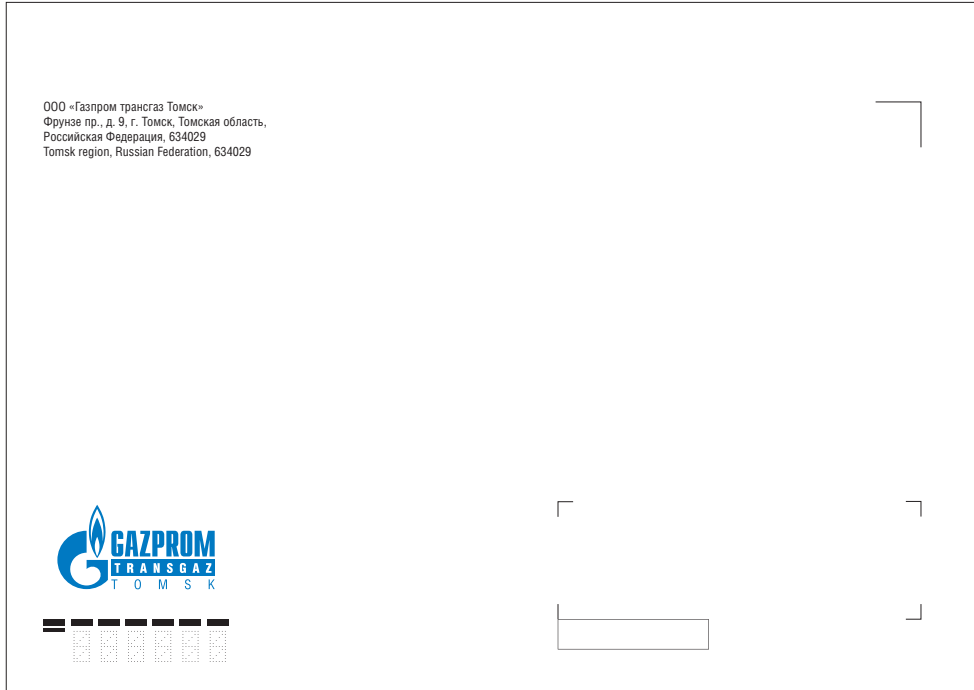 ООО «Газпром трансгаз Томск»
Фрунзе пр., д. 9, г. Томск, Томская область,
Российская Федерация, 634029
Tomsk region, Russian Federation, 634029
GAZPROM
TRANSGAZ
TOMSK